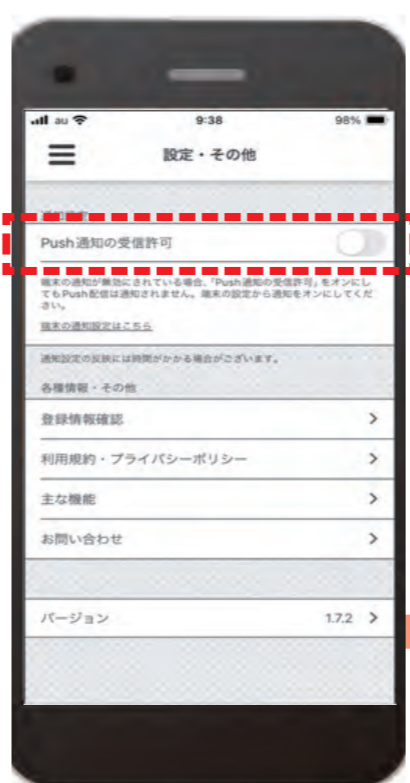 au 9:38 98%
設定・その他
通知設定
Push通知の受信許可
端末の通知が無効にされている場合、「Push通知の受信許可」をオンにし
てもPush配信は通知されません。端末の設定から通知をオンにしてくだ
さい。
端末の通知設定はこちら
通知設定の反映には時間がかかる場合がございます。
各種情報・その他
登録情報確認
利用規約・プライバシーポリシー
主な機能
お問い合わせ
バージョン 1.7.2